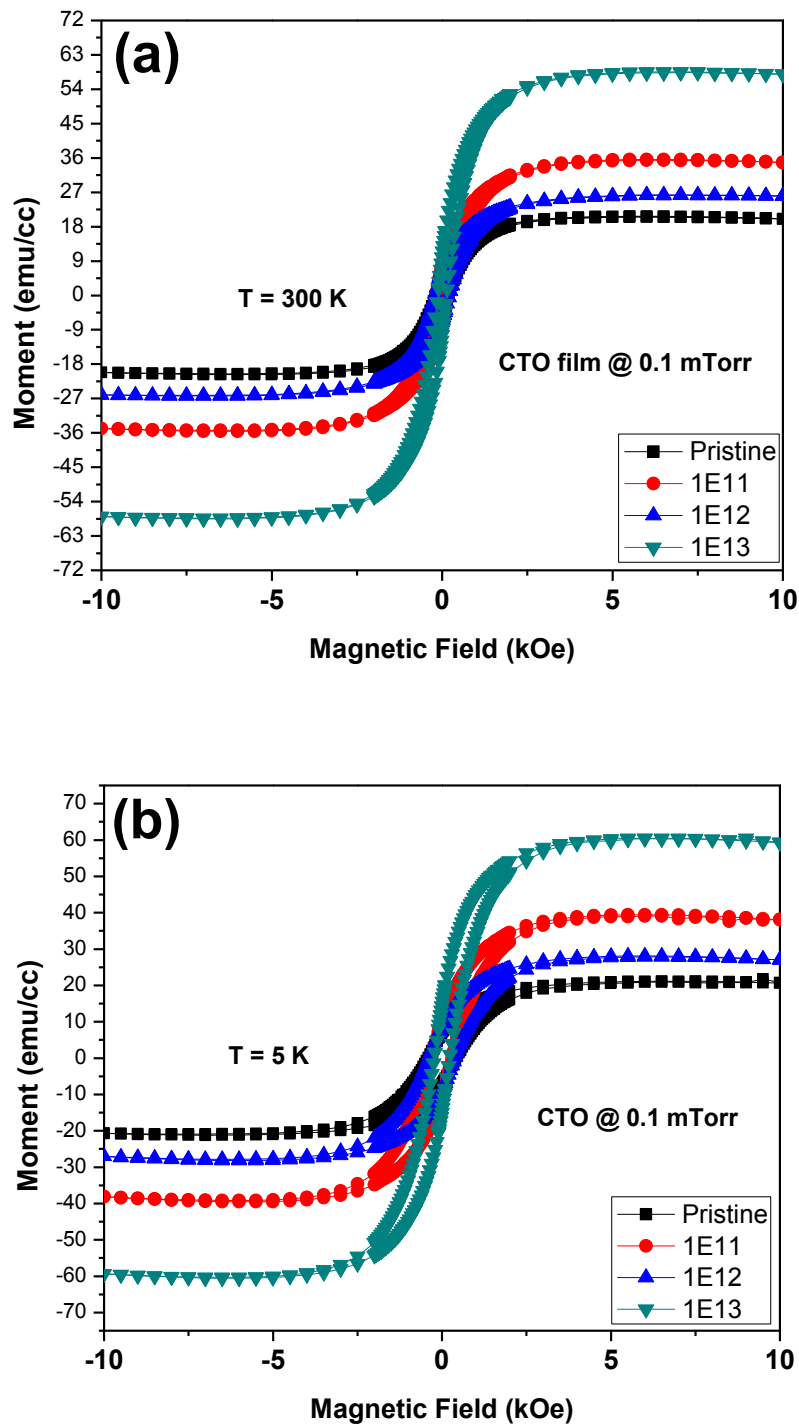 (a)
72
63
54
45
36
27
18
9
0
-9
-18
-27
-36
-45
-54
-63
-72
Moment (emu/cc)
T = 300 K
CTO film @ 0.1 mTorr
Pristine
1E11
1E12
1E13
-10 -5 0 5 10
Magnetic Field (kOe)
(b)
70
60
50
40
30
20
10
0
-10
-20
-30
-40
-50
-60
-70
Moment (emu/cc)
T = 5 K
CTO @ 0.1 mTorr
Pristine
1E11
1E12
1E13
-10 -5 0 5 10
Magnetic Field (kOe)